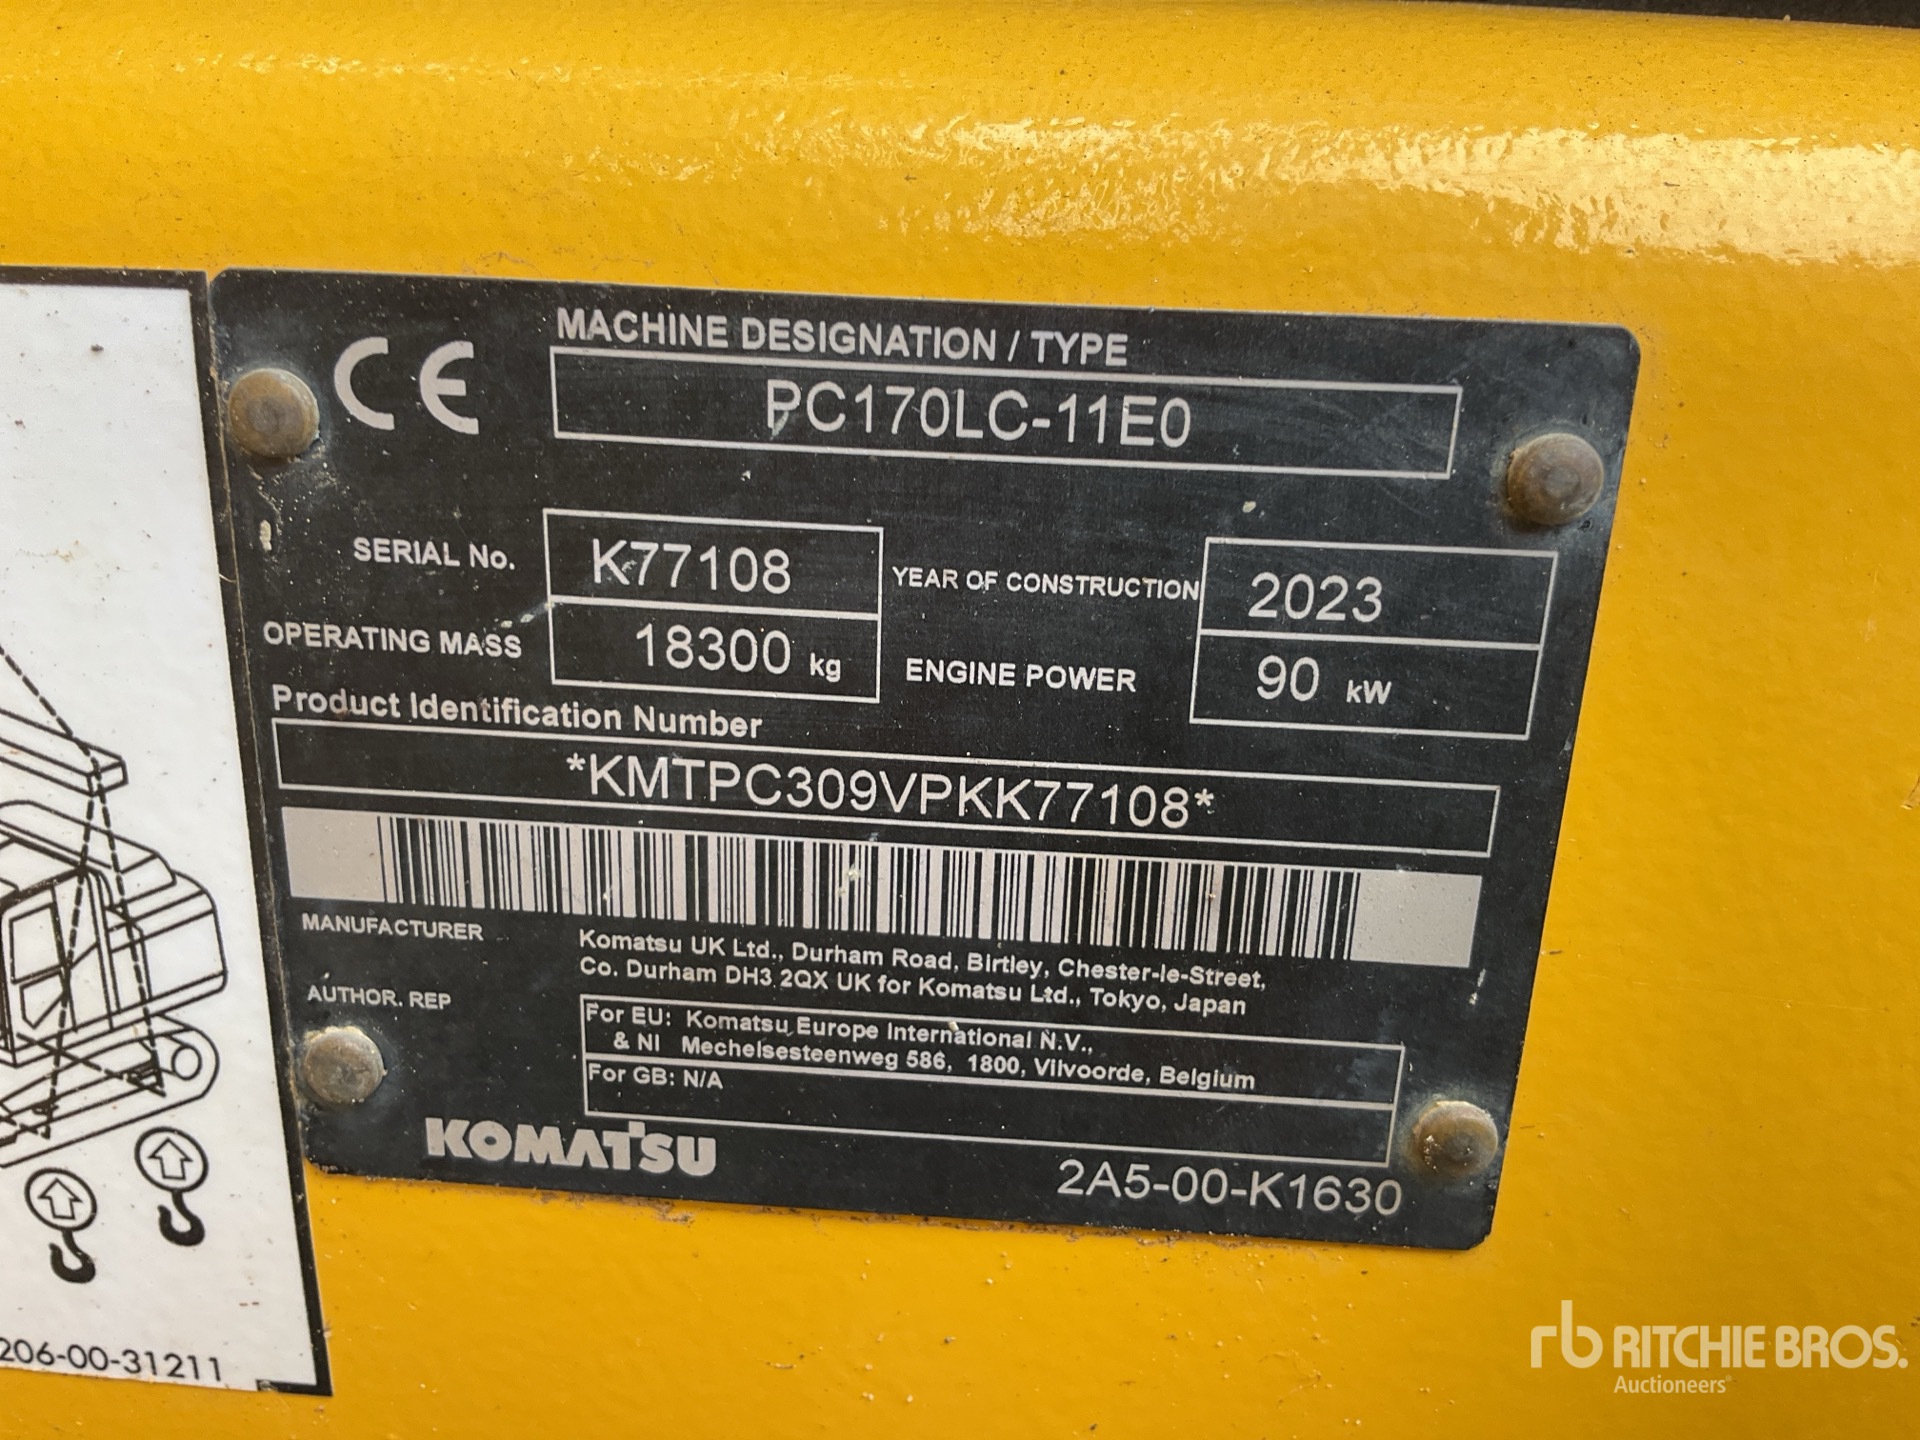 CE
MACHINE DESIGNATION / TYPE
PC170LC-11E0
SERIAL No. K77108 YEAR OF CONSTRUCTION 2023
OPERATING MASS 18300 kg ENGINE POWER 90 kW
Product Identification Number
*KMTPC309VPKK77108*
MANUFACTURER Komatsu UK Ltd., Durham Road, Birtley, Chester-le-Street,
Co. Durham DH3 2QX UK for Komatsu Ltd., Tokyo, Japan
AUTHOR. REP For EU: Komatsu Europe International N.V.,
& NI Mechelsesteenweg 586, 1800, Vilvoorde, Belgium
For GB: N/A
KOMATSU
2A5-00-K1630
206-00-31211
rb RITCHIE BROS.
Auctioneers